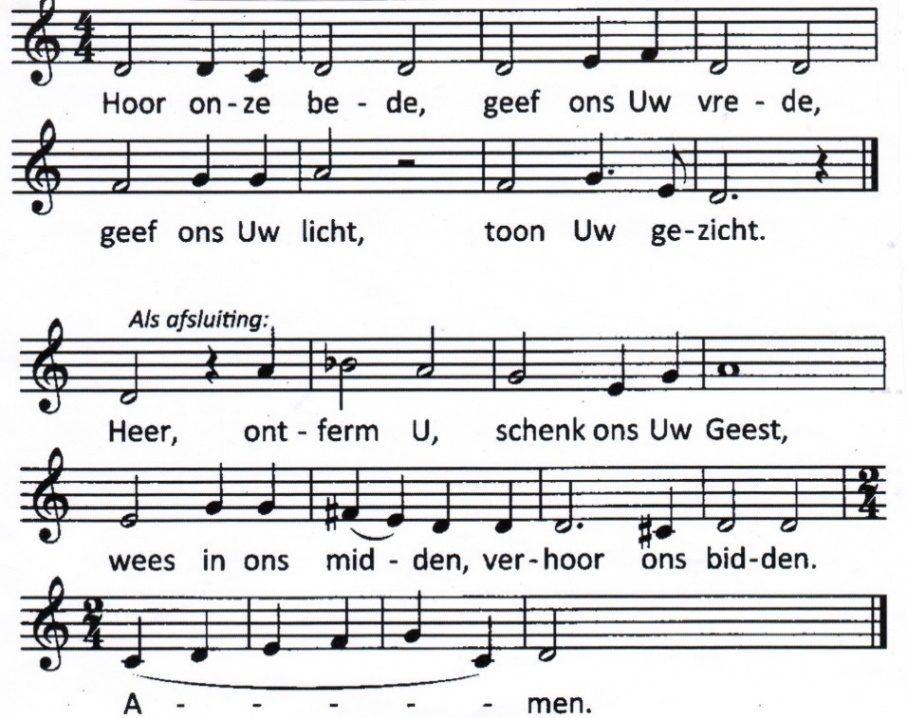 Hoor on-ze be - de, geef ons Uw vre - de,
geef ons Uw licht, toon Uw ge-zicht.
Als afsluiting:
Heer, ont - ferm U, schenk ons Uw Geest,
wees in ons mid - den, ver-hoor ons bid-den.
A - - - - - men.